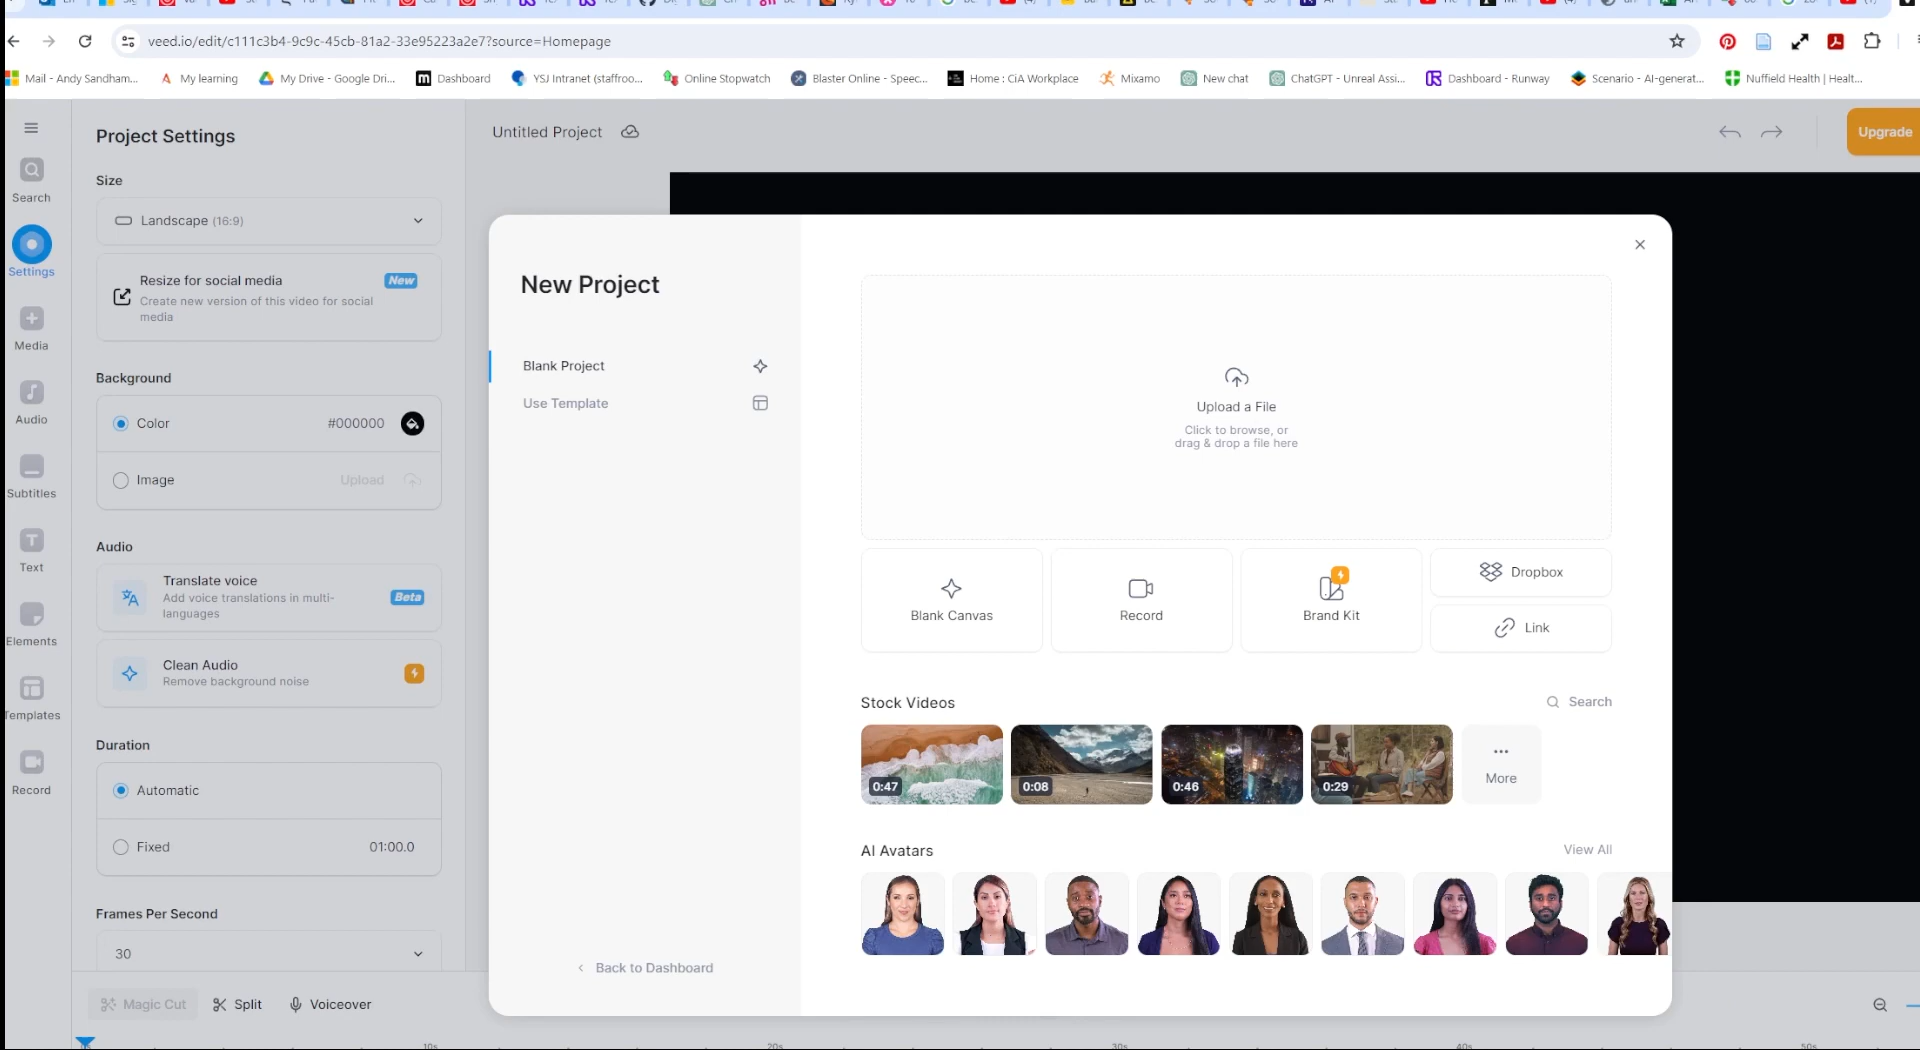 veed.io/edit/c111c3b4-9c9c-45cb-81a2-33e95223a2e7?source=Homepage
Mail - Andy Sandham...
My learning
My Drive - Google Dri...
Dashboard
YSJ Intranet (staffroo...
Online Stopwatch
Blaster Online - Speec...
Home : CiA Workplace
Mixamo
New chat
ChatGPT - Unreal Assi...
Dashboard - Runway
Scenario - AI-generat...
Nuffield Health | Healt...
Search
Settings
Media
Audio
Subtitles
Text
Elements
Templates
Record
Project Settings
Size
Landscape (16:9)
Resize for social media
New
Create new version of this video for social
media
Background
Color
#000000
Image
Upload
Audio
Translate voice
Add voice translations in multi-
languages
Beta
Clean Audio
Remove background noise
Duration
Automatic
Fixed
01:00.0
Frames Per Second
30
Untitled Project
Upgrade
New Project
Blank Project
Use Template
Back to Dashboard
Upload a File
Click to browse, or
drag & drop a file here
Blank Canvas
Record
Brand Kit
Dropbox
Link
Stock Videos
Search
0:47
0:08
0:46
0:29
More
AI Avatars
View All
Magic Cut
Split
Voiceover
10s
20s
30s
40s
50s